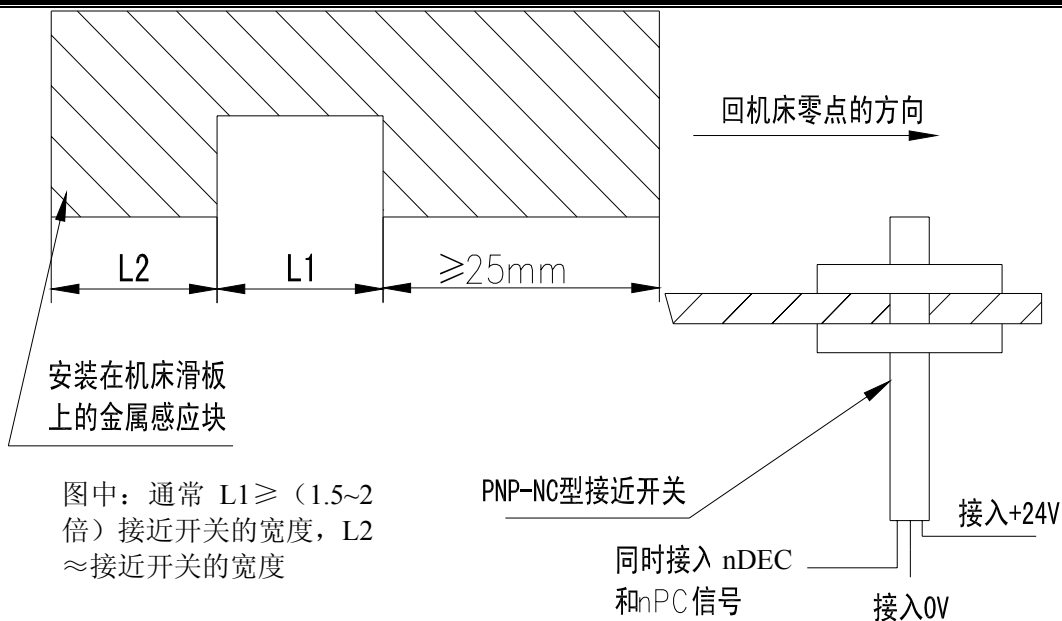 回机床零点的方向
L2
L1
≥25mm
安装在机床滑板
上的金属感应块
图中：通常 L1≥（1.5~2
倍）接近开关的宽度，L2
≈接近开关的宽度
PNP-NC型接近开关
接入+24V
同时接入 nDEC
和nPC信号
接入0V